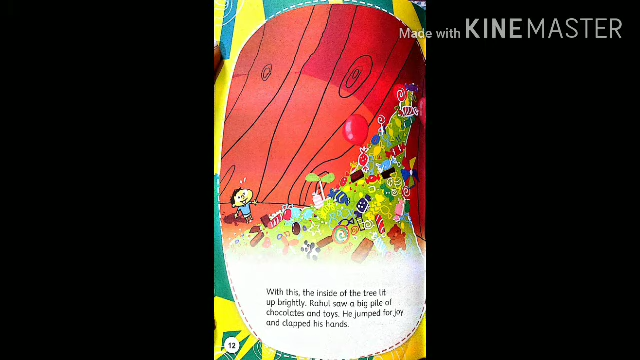 Made with KINEMASTER
With this, the inside of the tree lit
up brightly. Rahul saw a big pile of
chocolates and toys. He jumped for joy
and clapped his hands.
12